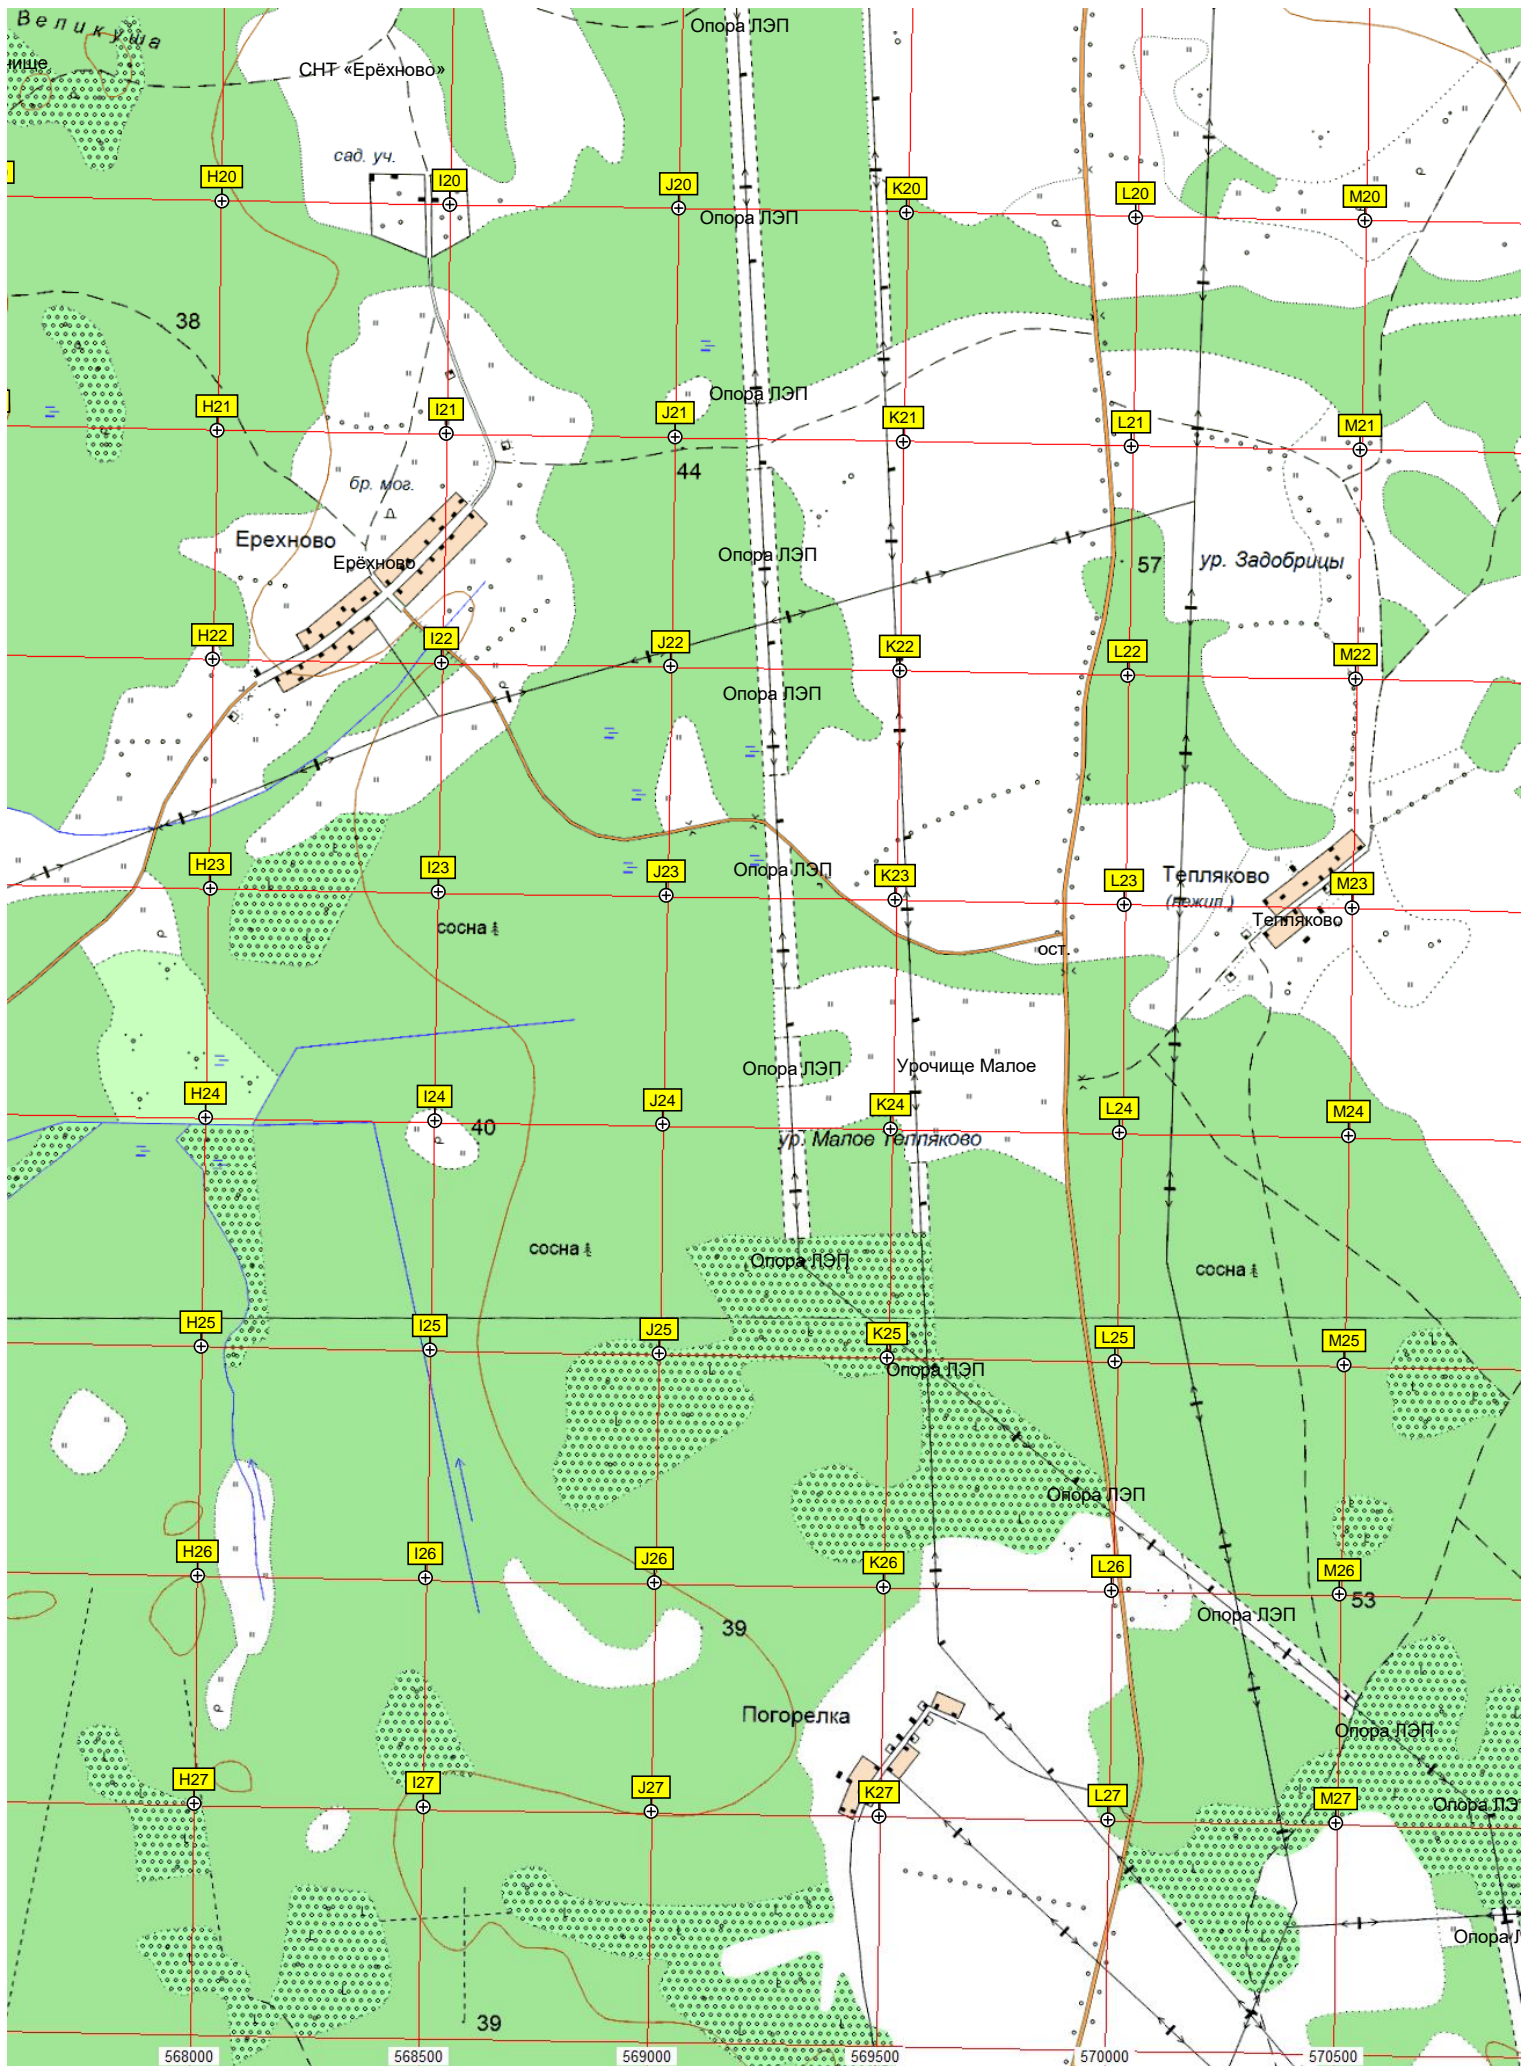 Великуша
Опора ЛЭП
СНТ «Ерёхново»
сад. уч.
H20
I20
J20
K20
L20
M20
Опора ЛЭП
38
Опора ЛЭП
H21
I21
J21
K21
L21
M21
44
бр. мог.
Ерехново
Ерёхново
Опора ЛЭП
57
ур. Задобрицы
H22
I22
J22
K22
L22
M22
Опора ЛЭП
H23
I23
J23
K23
L23
M23
Опора ЛЭП
Тепляково
(нежил.)
Тепляково
сосна
ост.
Опора ЛЭП
Урочище Малое
H24
I24
J24
K24
L24
M24
40
ур. Малое Тепляково
сосна
Опора ЛЭП
сосна
H25
I25
J25
K25
L25
M25
Опора ЛЭП
Опора ЛЭП
H26
I26
J26
K26
L26
M26
53
Опора ЛЭП
39
Погорелка
Опора ЛЭП
H27
I27
J27
K27
L27
M27
Опора ЛЭ
Опора Л
39
568000
568500
569000
569500
570000
570500